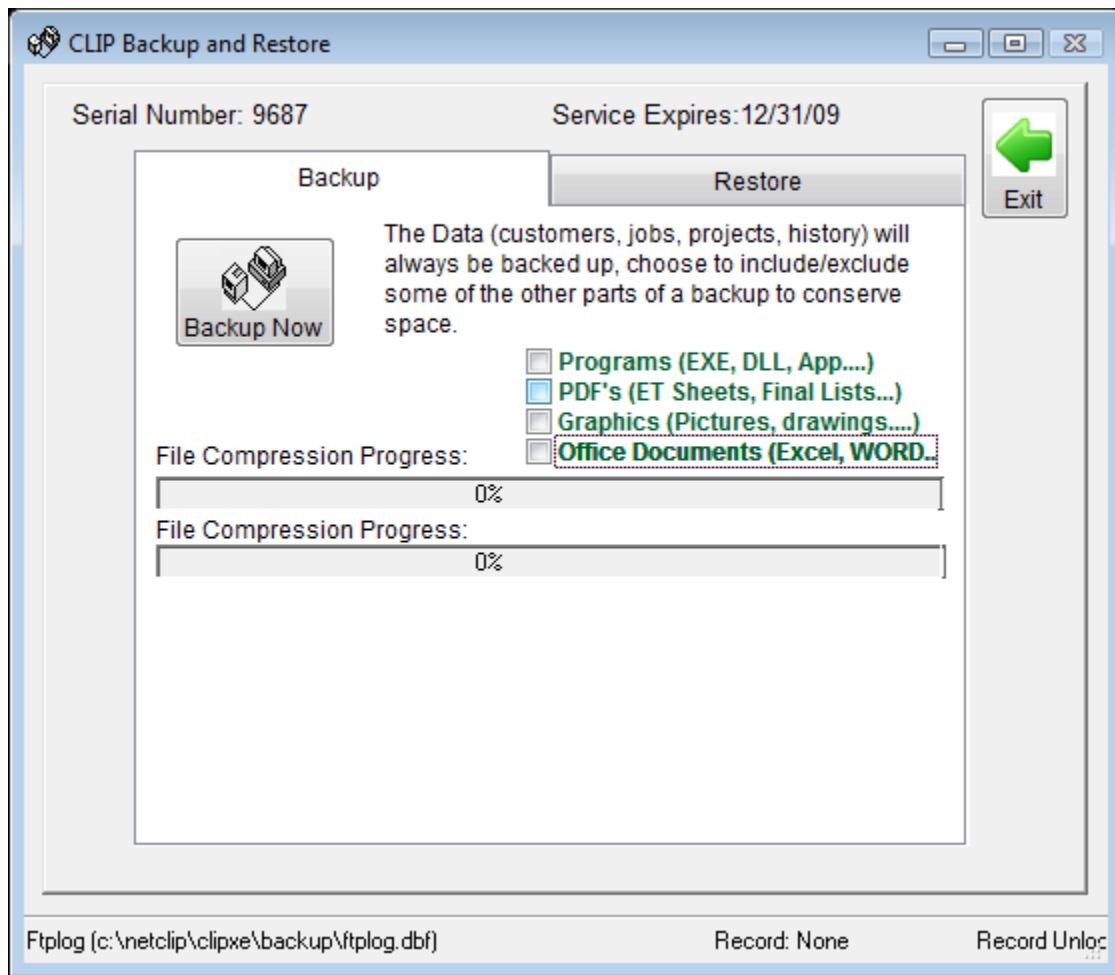 CLIP Backup and Restore
Serial Number: 9687
Service Expires:12/31/09
Exit
Backup
Restore
Backup Now
The Data (customers, jobs, projects, history) will
always be backed up, choose to include/exclude
some of the other parts of a backup to conserve
space.
Programs (EXE, DLL, App....)
PDF's (ET Sheets, Final Lists...)
Graphics (Pictures, drawings....)
Office Documents (Excel, WORD..
File Compression Progress:
0%
File Compression Progress:
0%
Ftplog (c:\netclip\clipxe\backup\ftplog.dbf)
Record: None
Record Unloc